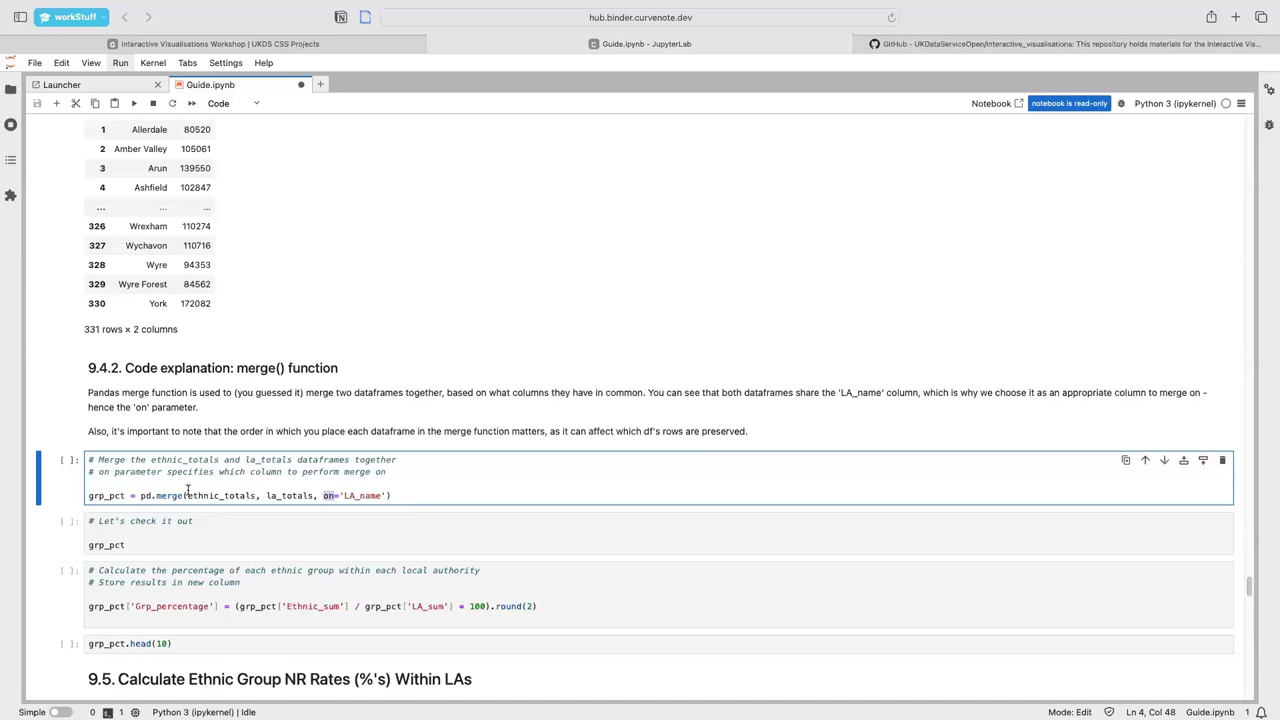 workStuff
hub.binder.curvenote.dev
Interactive Visualisations Workshop | UKDS CSS Projects
Guide.ipynb - JupyterLab
GitHub - UKDataServiceOpen/Interactive_visualisations: This repository holds materials for the Interactive Vis...
File Edit View Run Kernel Tabs Settings Help
Launcher
Guide.ipynb
Code
Notebook
notebook is read-only
Python 3 (ipykernel)
1 Allerdale 80520
2 Amber Valley 105061
3 Arun 139550
4 Ashfield 102847
... ... ...
326 Wrexham 110274
327 Wychavon 110716
328 Wyre 94353
329 Wyre Forest 84562
330 York 172082
331 rows × 2 columns
9.4.2. Code explanation: merge() function
Pandas merge function is used to (you guessed it) merge two dataframes together, based on what columns they have in common. You can see that both dataframes share the 'LA_name' column, which is why we choose it as an appropriate column to merge on -
hence the 'on' parameter.
Also, it's important to note that the order in which you place each dataframe in the merge function matters, as it can affect which df's rows are preserved.
[ ]: # Merge the ethnic_totals and la_totals dataframes together
# on parameter specifies which column to perform merge on
grp_pct = pd.merge(ethnic_totals, la_totals, on='LA_name')
[ ]: # Let's check it out
grp_pct
[ ]: # Calculate the percentage of each ethnic group within each local authority
# Store results in new column
grp_pct['Grp_percentage'] = (grp_pct['Ethnic_sum'] / grp_pct['LA_sum'] * 100).round(2)
[ ]: grp_pct.head(10)
9.5. Calculate Ethnic Group NR Rates (%'s) Within LAs
Simple 0 1 Python 3 (ipykernel) | Idle
Mode: Edit Ln 4, Col 48 Guide.ipynb 1